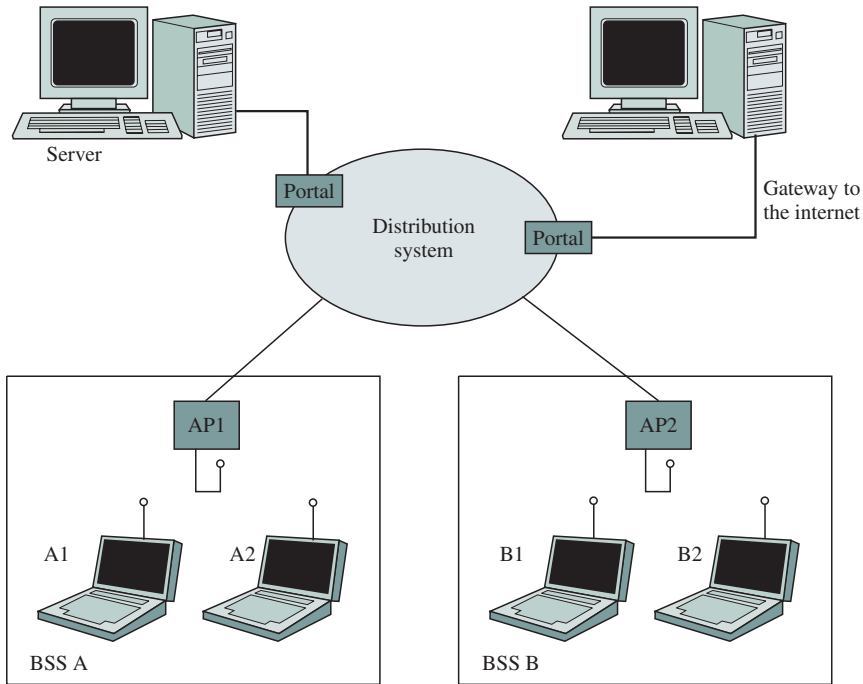 Server
Portal
Gateway to
the internet
Distribution
system
Portal
AP1
AP2
A1
A2
B1
B2
BSS A
BSS B